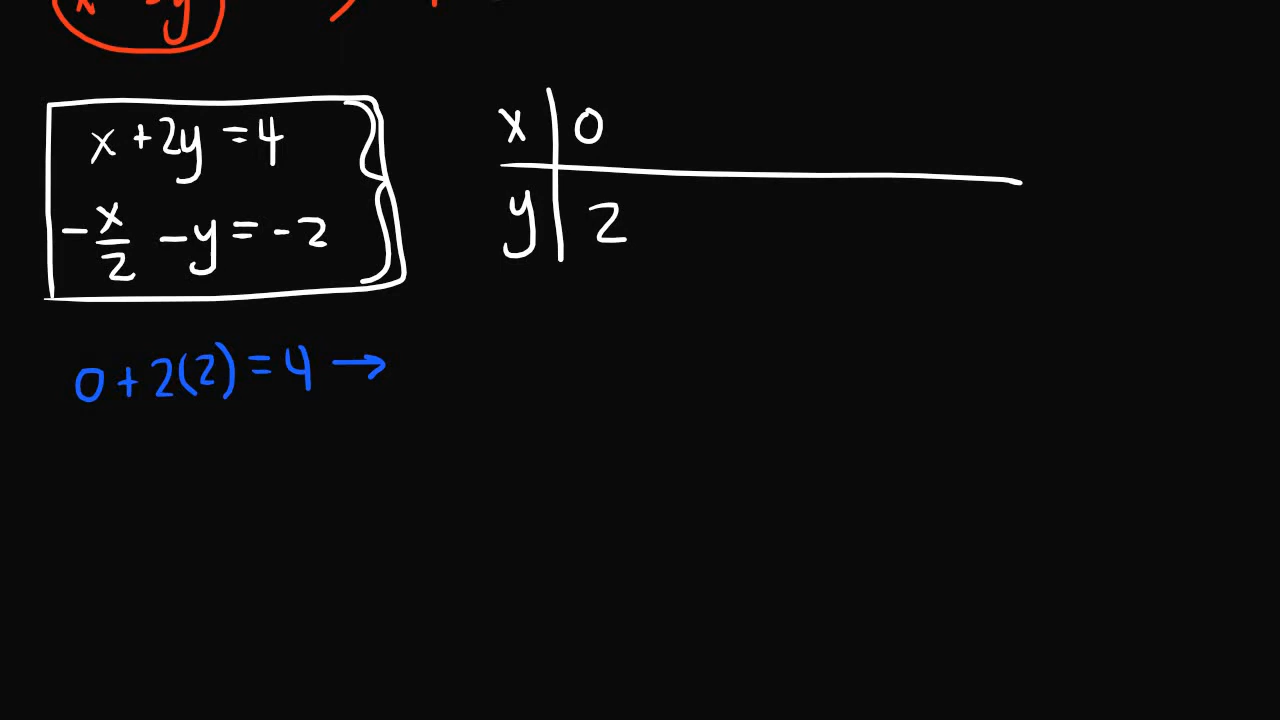 x + 2y = 4
-x/2 - y = -2
x | 0
y | 2
0 + 2(2) = 4 →